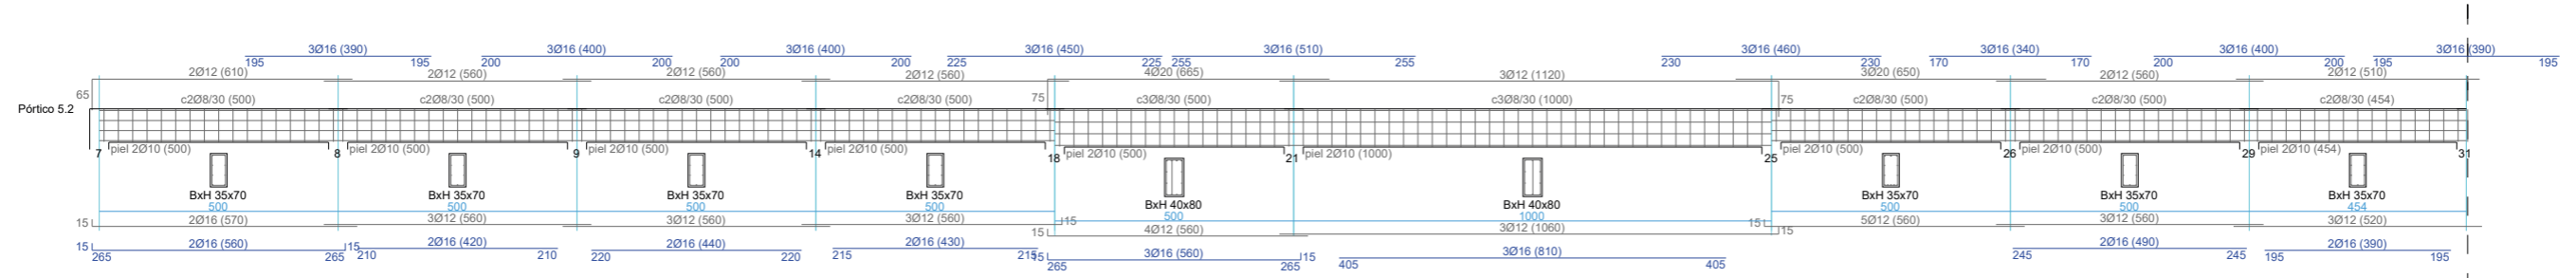 3Ø16 (390) 3Ø16 (400) 3Ø16 (400) 3Ø16 (450) 3Ø16 (510) 3Ø16 (460) 3Ø16 (340) 3Ø16 (400) 3Ø16 (390)
195 195 200 200 200 200 225 225 255 255 230 230 170 170 200 200 195 195
2Ø12 (610) 2Ø12 (560) 2Ø12 (560) 2Ø12 (560) 4Ø20 (665) 3Ø12 (1120) 3Ø20 (650) 2Ø12 (560) 2Ø12 (510)
65 c2Ø8/30 (500) c2Ø8/30 (500) c2Ø8/30 (500) c2Ø8/30 (500) 75 c3Ø8/30 (500) c3Ø8/30 (1000) 75 c2Ø8/30 (500) c2Ø8/30 (500) c2Ø8/30 (454)
Pórtico 5.2
7 piel 2Ø10 (500) 8 piel 2Ø10 (500) 9 piel 2Ø10 (500) 14 piel 2Ø10 (500) 18 piel 2Ø10 (500) 21 piel 2Ø10 (1000) 25 piel 2Ø10 (500) 26 piel 2Ø10 (500) 29 piel 2Ø10 (454) 31
BxH 35x70 BxH 35x70 BxH 35x70 BxH 35x70 BxH 40x80 BxH 40x80 BxH 35x70 BxH 35x70 BxH 35x70
500 500 500 500 500 1000 500 500 454
15 2Ø16 (570) 3Ø12 (560) 3Ø12 (560) 3Ø12 (560) 15 15 4Ø12 (560) 3Ø12 (1060) 15 15 5Ø12 (560) 3Ø12 (560) 3Ø12 (520)
15 2Ø16 (560) 15 2Ø16 (420) 2Ø16 (440) 2Ø16 (430) 15 3Ø16 (560) 15 3Ø16 (810) 2Ø16 (490) 2Ø16 (390)
265 265 210 210 220 220 215 215 265 265 405 405 245 245 195 195